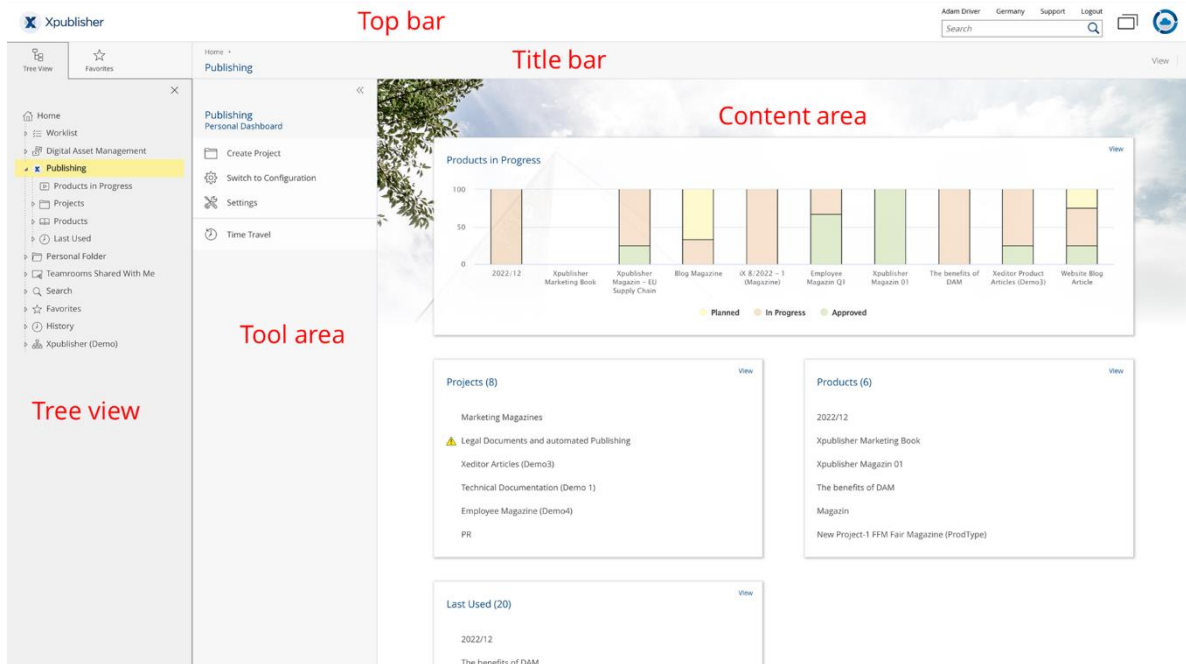 Xpublisher
Top bar
Adam Driver Germany Support Logout
Search
Tree View
Favorites
Home •
Publishing
Title bar
View
Home
Worklist
Digital Asset Management
Publishing
Products in Progress
Projects
Products
Last Used
Personal Folder
Teamrooms Shared With Me
Search
Favorites
History
Xpublisher (Demo)
Tree view
Publishing
Personal Dashboard
Create Project
Switch to Configuration
Settings
Time Travel
Tool area
Content area
Products in Progress
View
100
50
0
2022/12
Xpublisher
Marketing Book
Xpublisher
Magazin – EU
Supply Chain
Blog Magazine
iX 8/2022 – 1
(Magazine)
Employee
Magazin Q1
Xpublisher
Magazin 01
The benefits of
DAM
Xeditor Product
Articles (Demo3)
Website Blog
Article
Planned In Progress Approved
Projects (8)
View
Marketing Magazines
Legal Documents and automated Publishing
Xeditor Articles (Demo3)
Technical Documentation (Demo 1)
Employee Magazine (Demo4)
PR
Products (6)
View
2022/12
Xpublisher Marketing Book
Xpublisher Magazin 01
The benefits of DAM
Magazin
New Project-1 FFM Fair Magazine (ProdType)
Last Used (20)
View
2022/12
The benefits of DAM